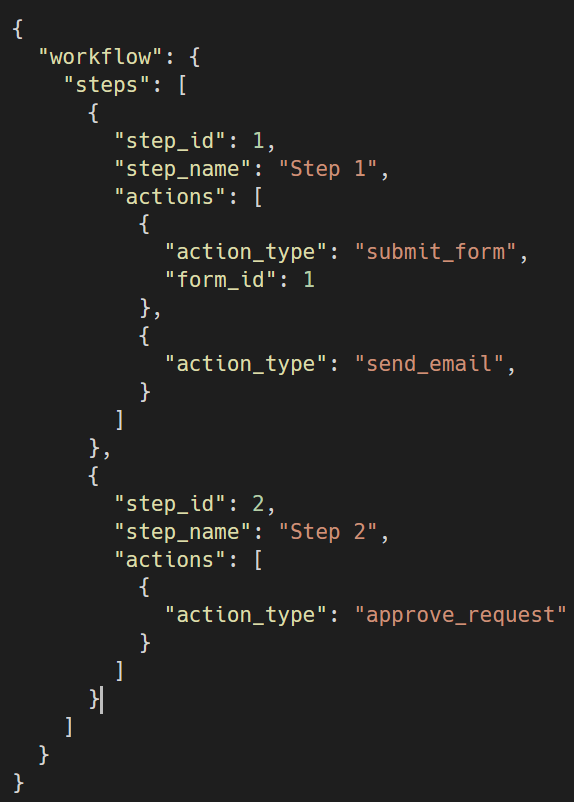 {
  "workflow": {
    "steps": [
      {
        "step_id": 1,
        "step_name": "Step 1",
        "actions": [
          {
            "action_type": "submit_form",
            "form_id": 1
          },
          {
            "action_type": "send_email",
          }
        ]
      },
      {
        "step_id": 2,
        "step_name": "Step 2",
        "actions": [
          {
            "action_type": "approve_request"
          }
        ]
      }
    ]
  }
}